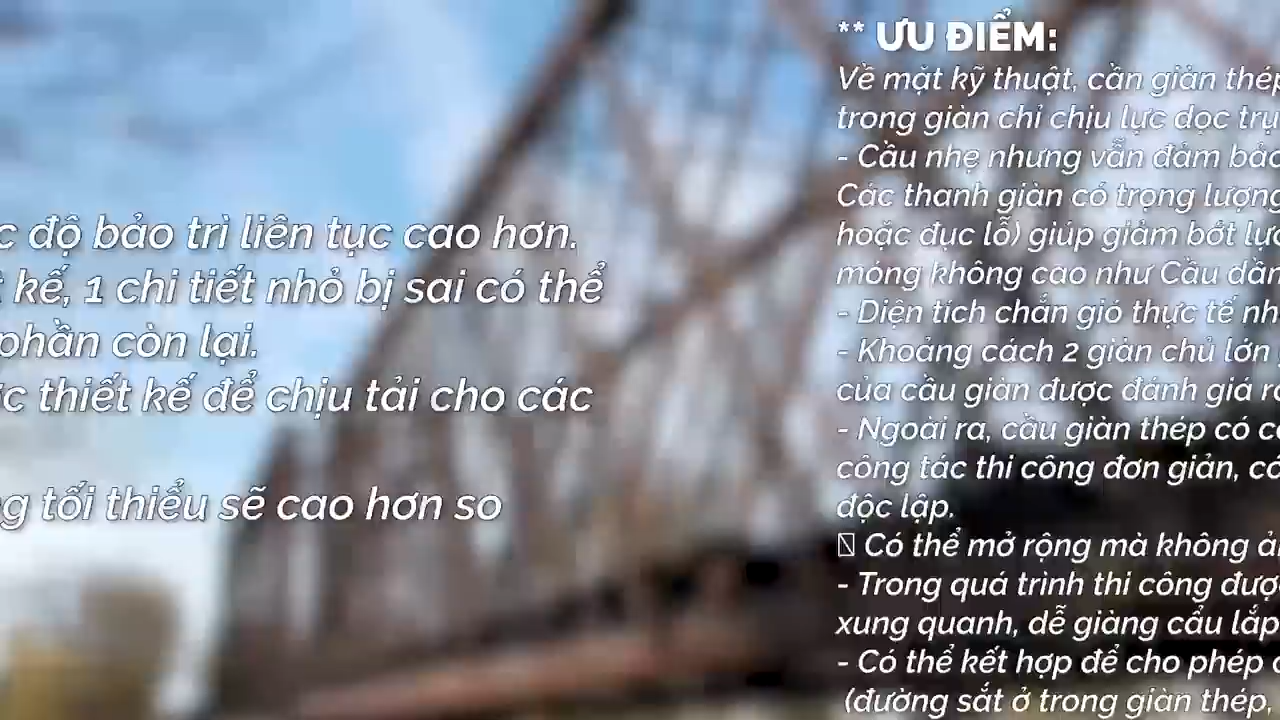 độ bảo trì liên tục cao hơn.
kế, 1 chi tiết nhỏ bị sai có thể
phần còn lại.
thiết kế để chịu tải cho các
tối thiểu sẽ cao hơn so
** ƯU ĐIỂM:
Về mặt kỹ thuật, cần giàn thép
trong giàn chỉ chịu lực dọc
- Cầu nhẹ nhưng vẫn đảm bảo
Các thanh giàn có trọng lượng
hoặc đục lỗ) giúp giảm bớt lực
móng không cao như Cầu dầm
- Diện tích chắn gió thực tế
- Khoảng cách 2 giàn chủ lớn
của cầu giàn được đánh giá
- Ngoài ra, cầu giàn thép có
công tác thi công đơn giản, có
độc lập.
Có thể mở rộng mà không
- Trong quá trình thi công
xung quanh, dễ giàng cẩu lắp
- Có thể kết hợp để cho phép
(đường sắt ở trong giàn thép,